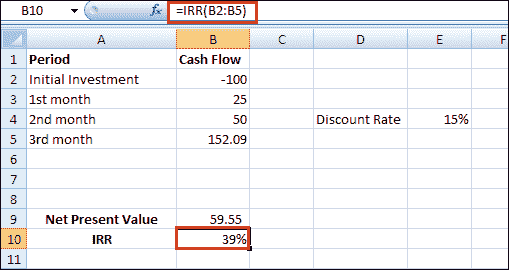 B10 fx =IRR(B2:B5)
A B C D E F
1 Period Cash Flow
2 Initial Investment -100
3 1st month 25
4 2nd month 50 Discount Rate 15%
5 3rd month 152.09
6
7
8
9 Net Present Value 59.55
10 IRR 39%
11